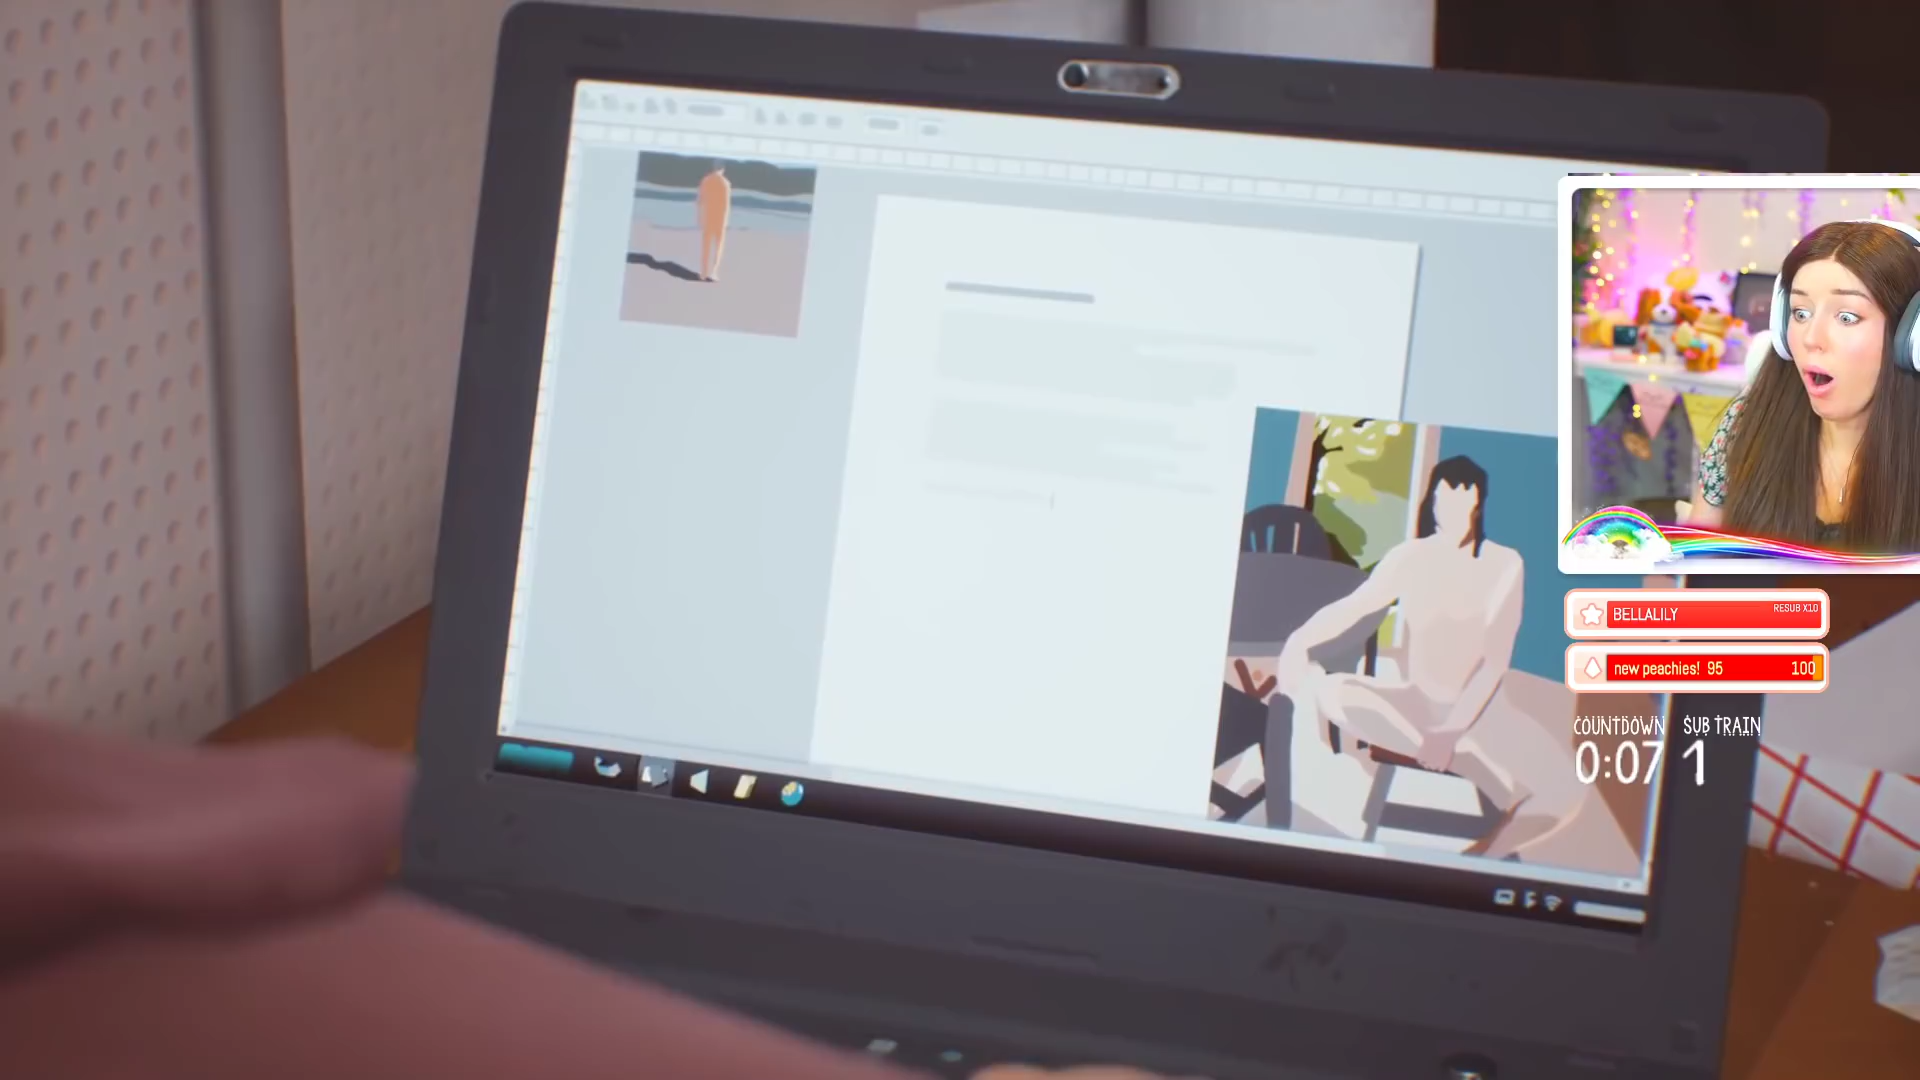 BELLALILY RESUB X10
new peachies! 95 100
COUNTDOWN SUB TRAIN
0:07 1